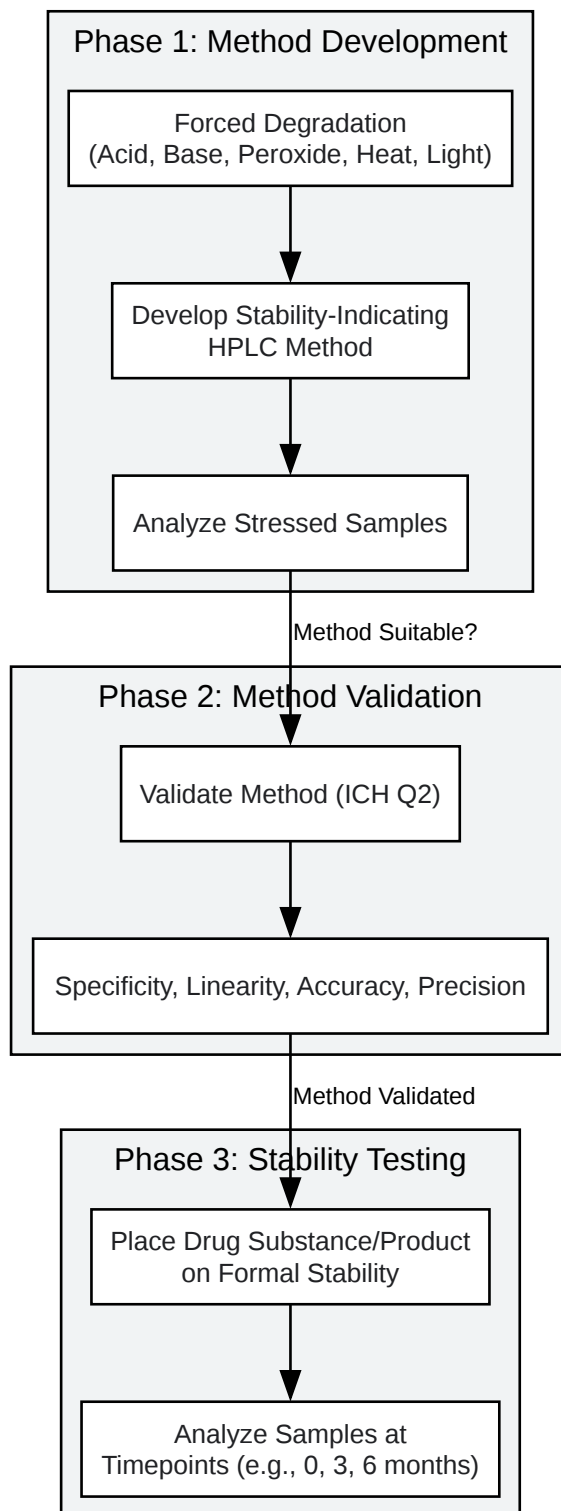 Phase 1: Method Development
Forced Degradation
(Acid, Base, Peroxide, Heat, Light)
Develop Stability-Indicating
HPLC Method
Analyze Stressed Samples
Method Suitable?
Phase 2: Method Validation
Validate Method (ICH Q2)
Specificity, Linearity, Accuracy, Precision
Method Validated
Phase 3: Stability Testing
Place Drug Substance/Product
on Formal Stability
Analyze Samples at
Timepoints (e.g., 0, 3, 6 months)